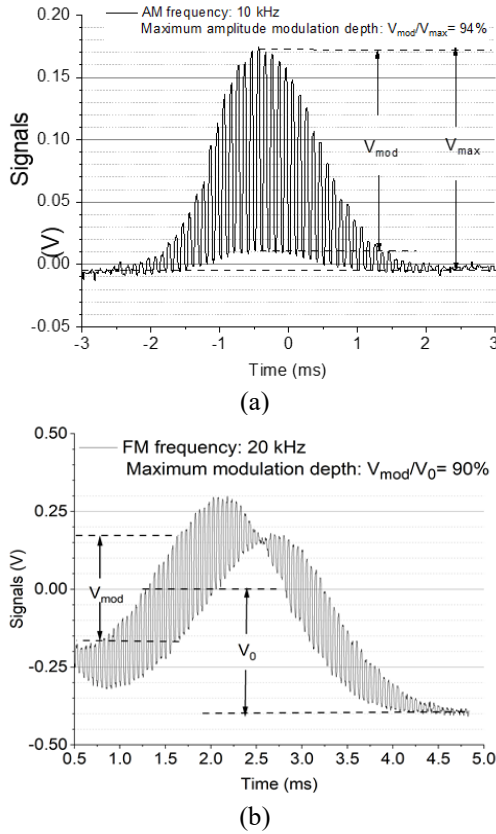 AM frequency: 10 kHz
Maximum amplitude modulation depth: Vmod/Vmax= 94%
0.20
0.15
0.10
0.05
0.00
-0.05
Signals
(V)
Vmod
Vmax
-3 -2 -1 0 1 2 3
Time (ms)
(a)
FM frequency: 20 kHz
Maximum modulation depth: Vmod/V0= 90%
0.50
0.25
0.00
-0.25
-0.50
Signals (V)
Vmod
V0
0.5 1.0 1.5 2.0 2.5 3.0 3.5 4.0 4.5 5.0
Time (ms)
(b)